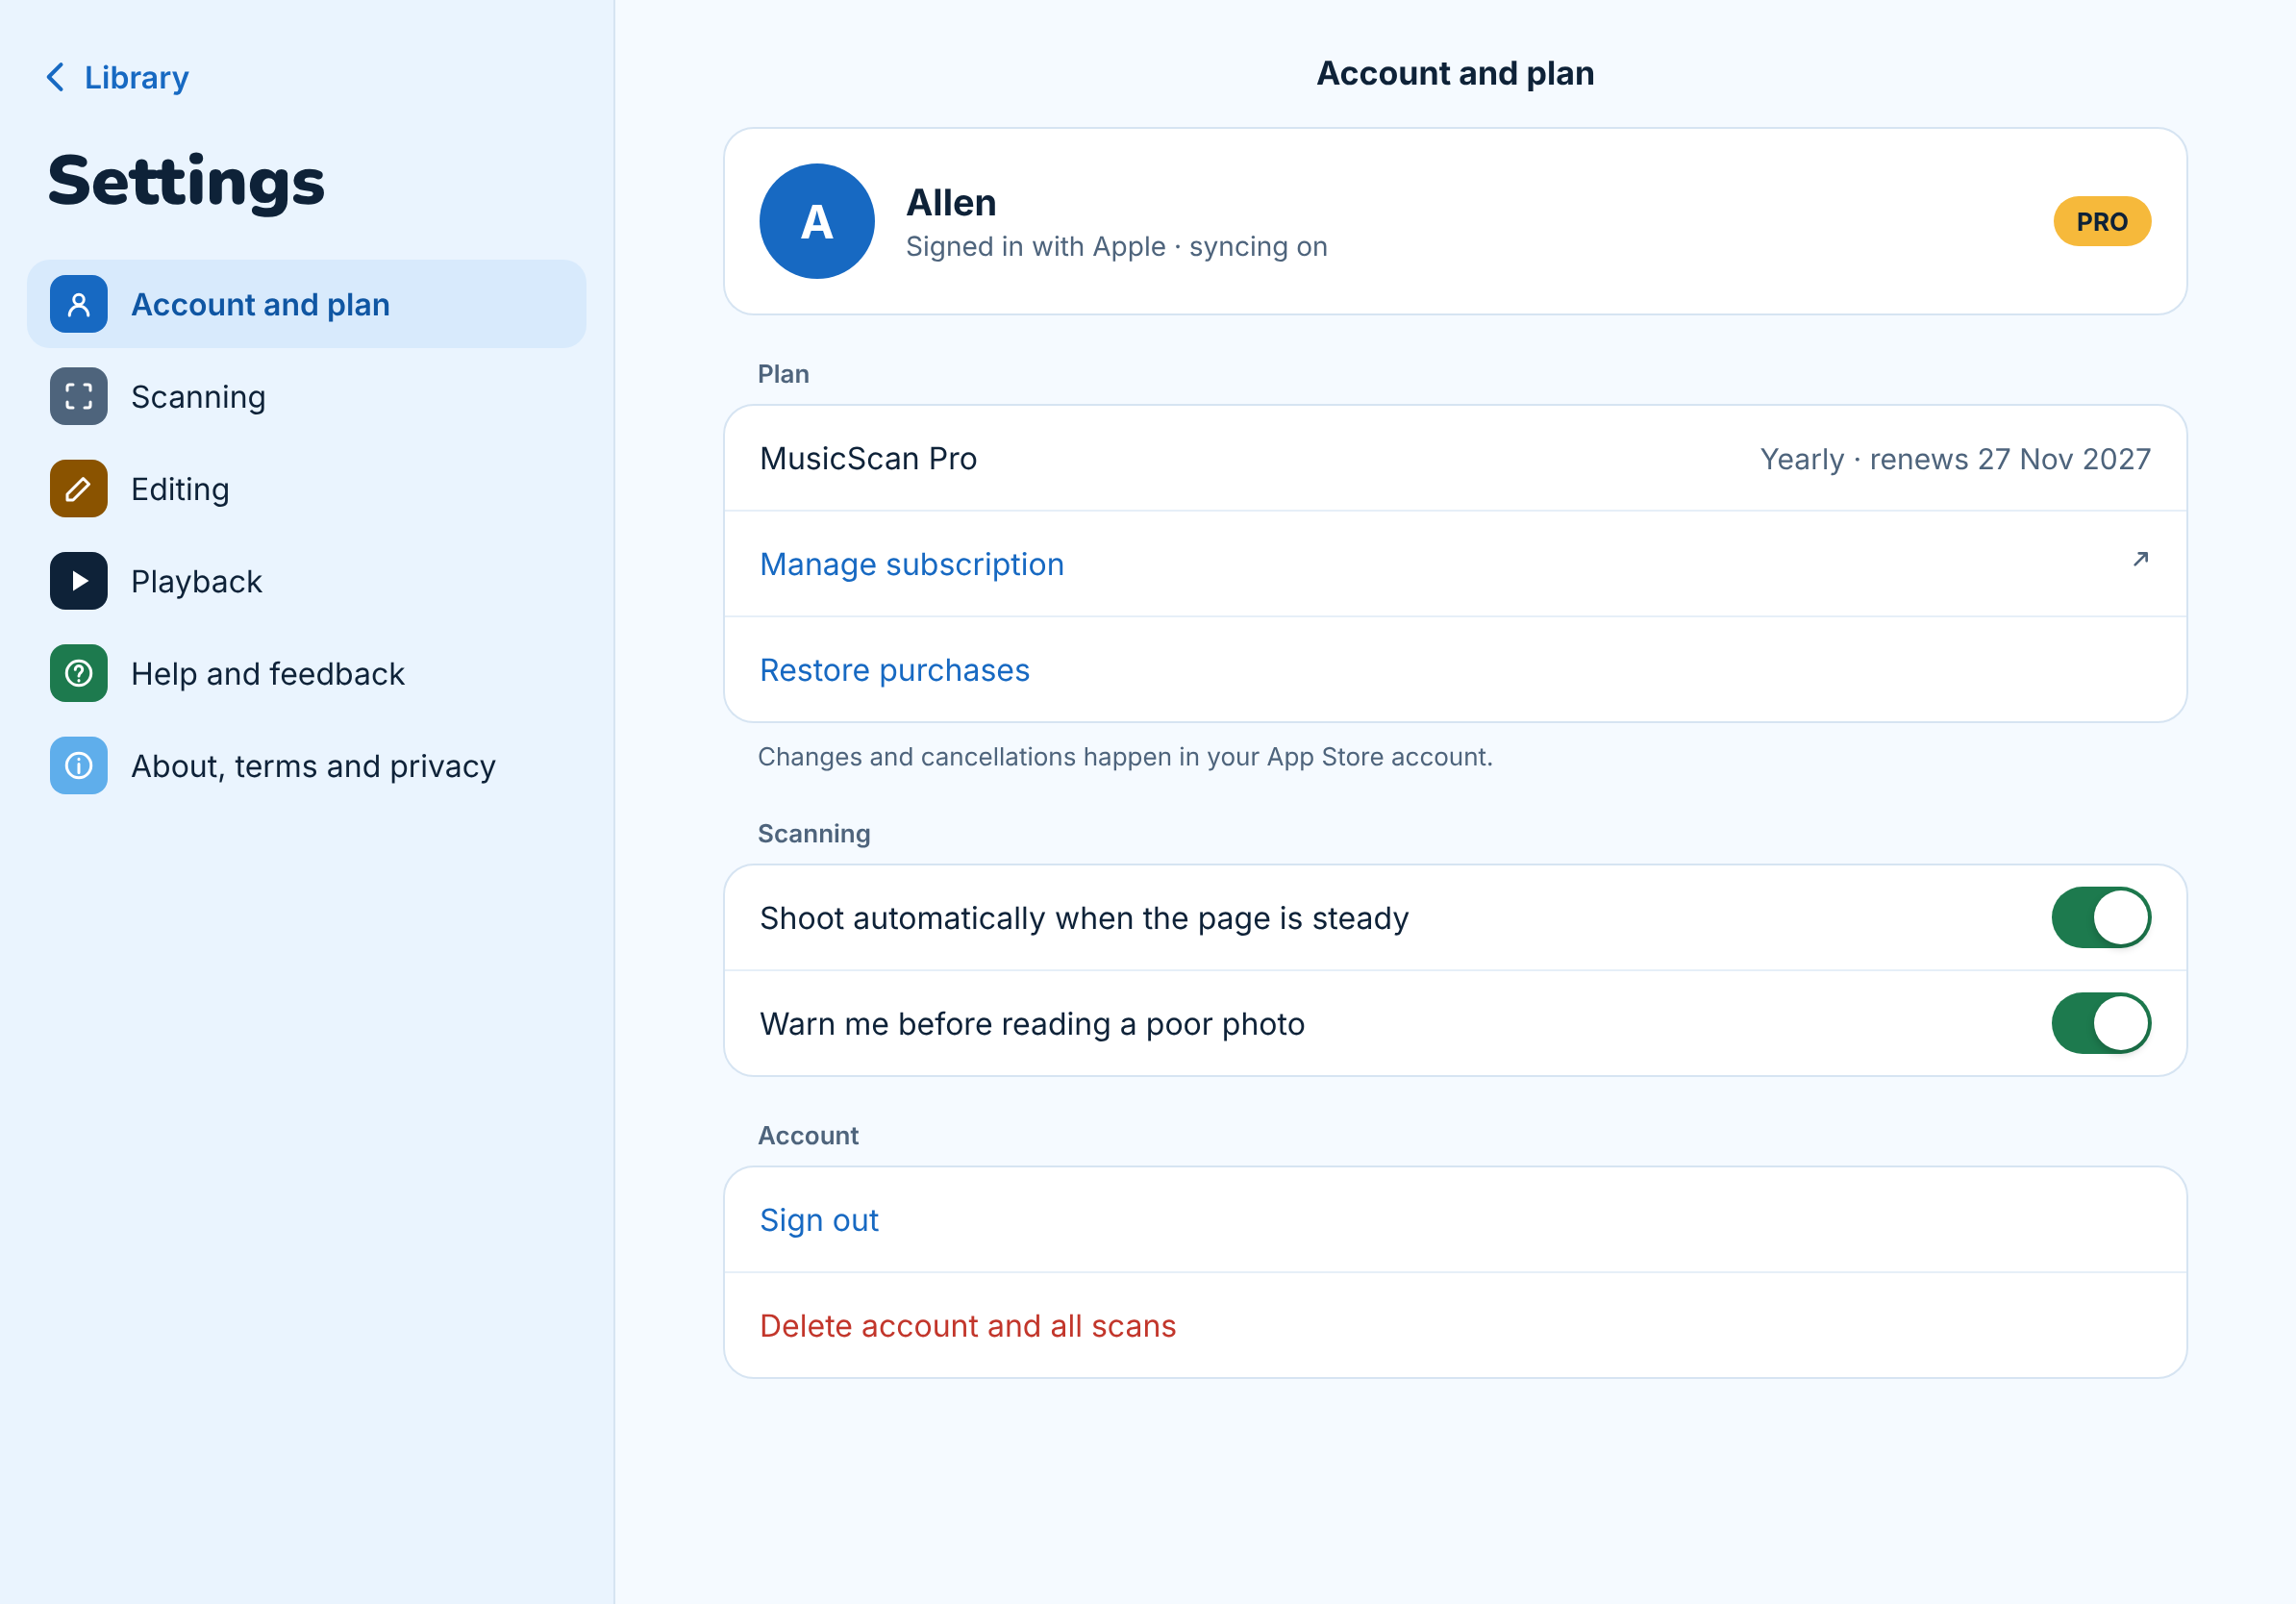 Library
Settings
Account and plan
Scanning
Editing
Playback
Help and feedback
About, terms and privacy
Account and plan
A
Allen
Signed in with Apple · syncing on
PRO
Plan
MusicScan Pro
Yearly · renews 27 Nov 2027
Manage subscription
Restore purchases
Changes and cancellations happen in your App Store account.
Scanning
Shoot automatically when the page is steady
Warn me before reading a poor photo
Account
Sign out
Delete account and all scans